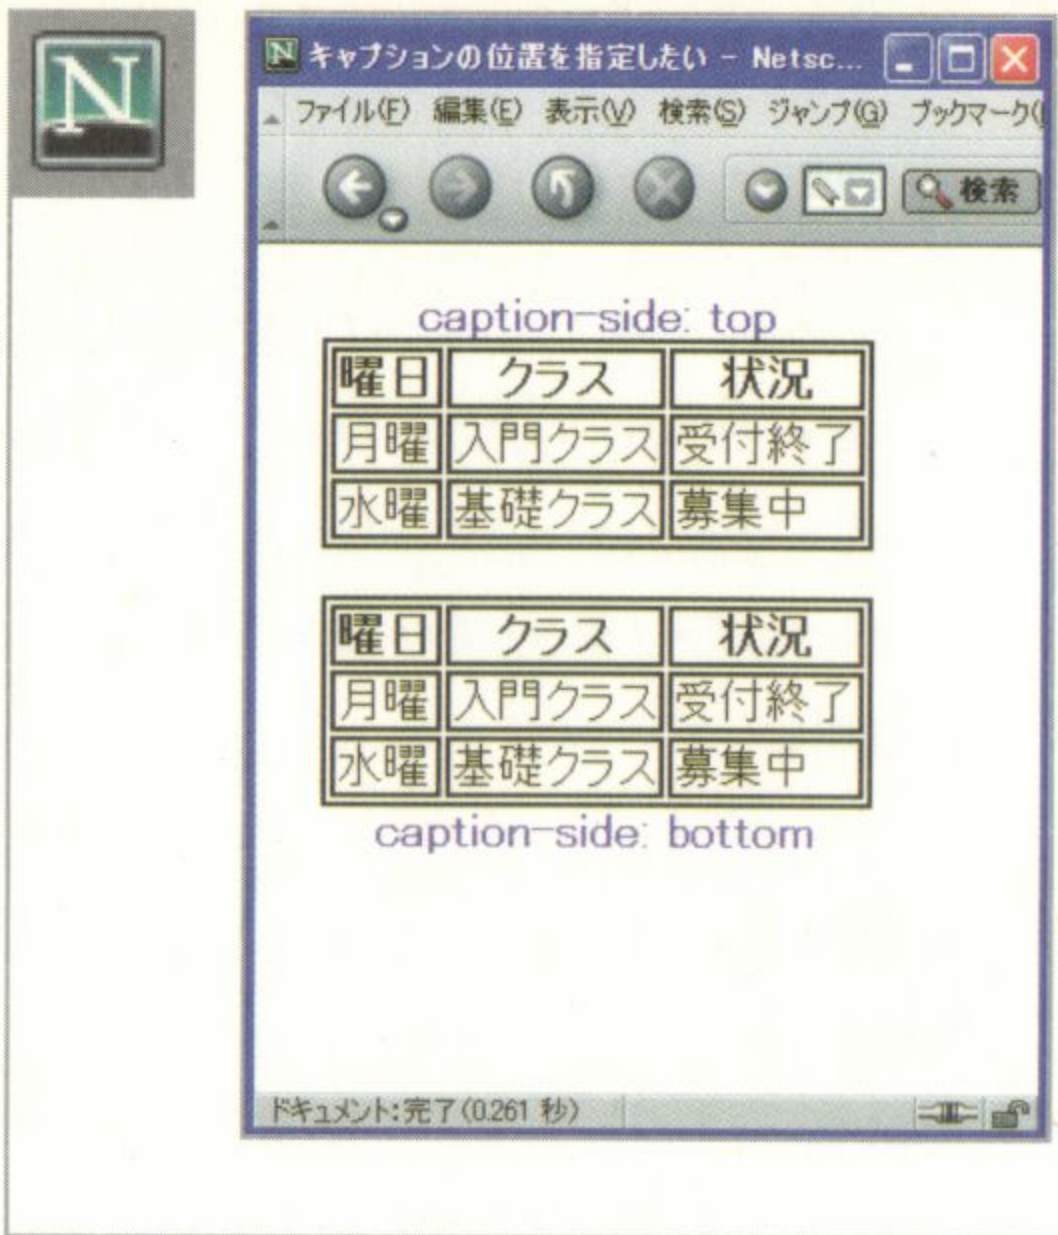 N
キャプションの位置を指定したい - Netsc...
ファイル(F) 編集(E) 表示(V) 検索(S) ジャンプ(G) ブックマーク(
検索
caption-side: top
曜日 クラス 状況
月曜 入門クラス 受付終了
水曜 基礎クラス 募集中
曜日 クラス 状況
月曜 入門クラス 受付終了
水曜 基礎クラス 募集中
caption-side: bottom
ドキュメント:完了(0.261 秒)